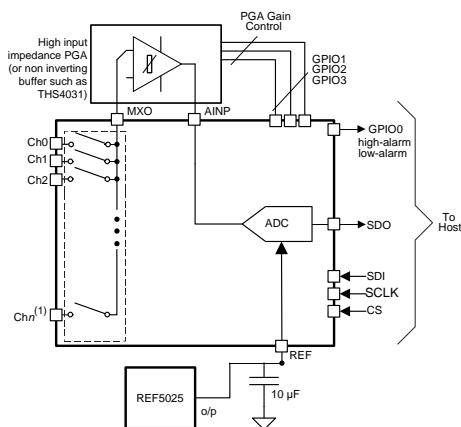 PGA Gain
Control
High input
impedance PGA
(or non inverting
buffer such as
THS4031)
GPIO1
GPIO2
GPIO3
MXO
AINP
Ch0
Ch1
Ch2
GPIO0
high-alarm
low-alarm
ADC
SDO
To
Host
SDI
SCLK
CS
Chn(1)
REF
REF5025
o/p
10 µF